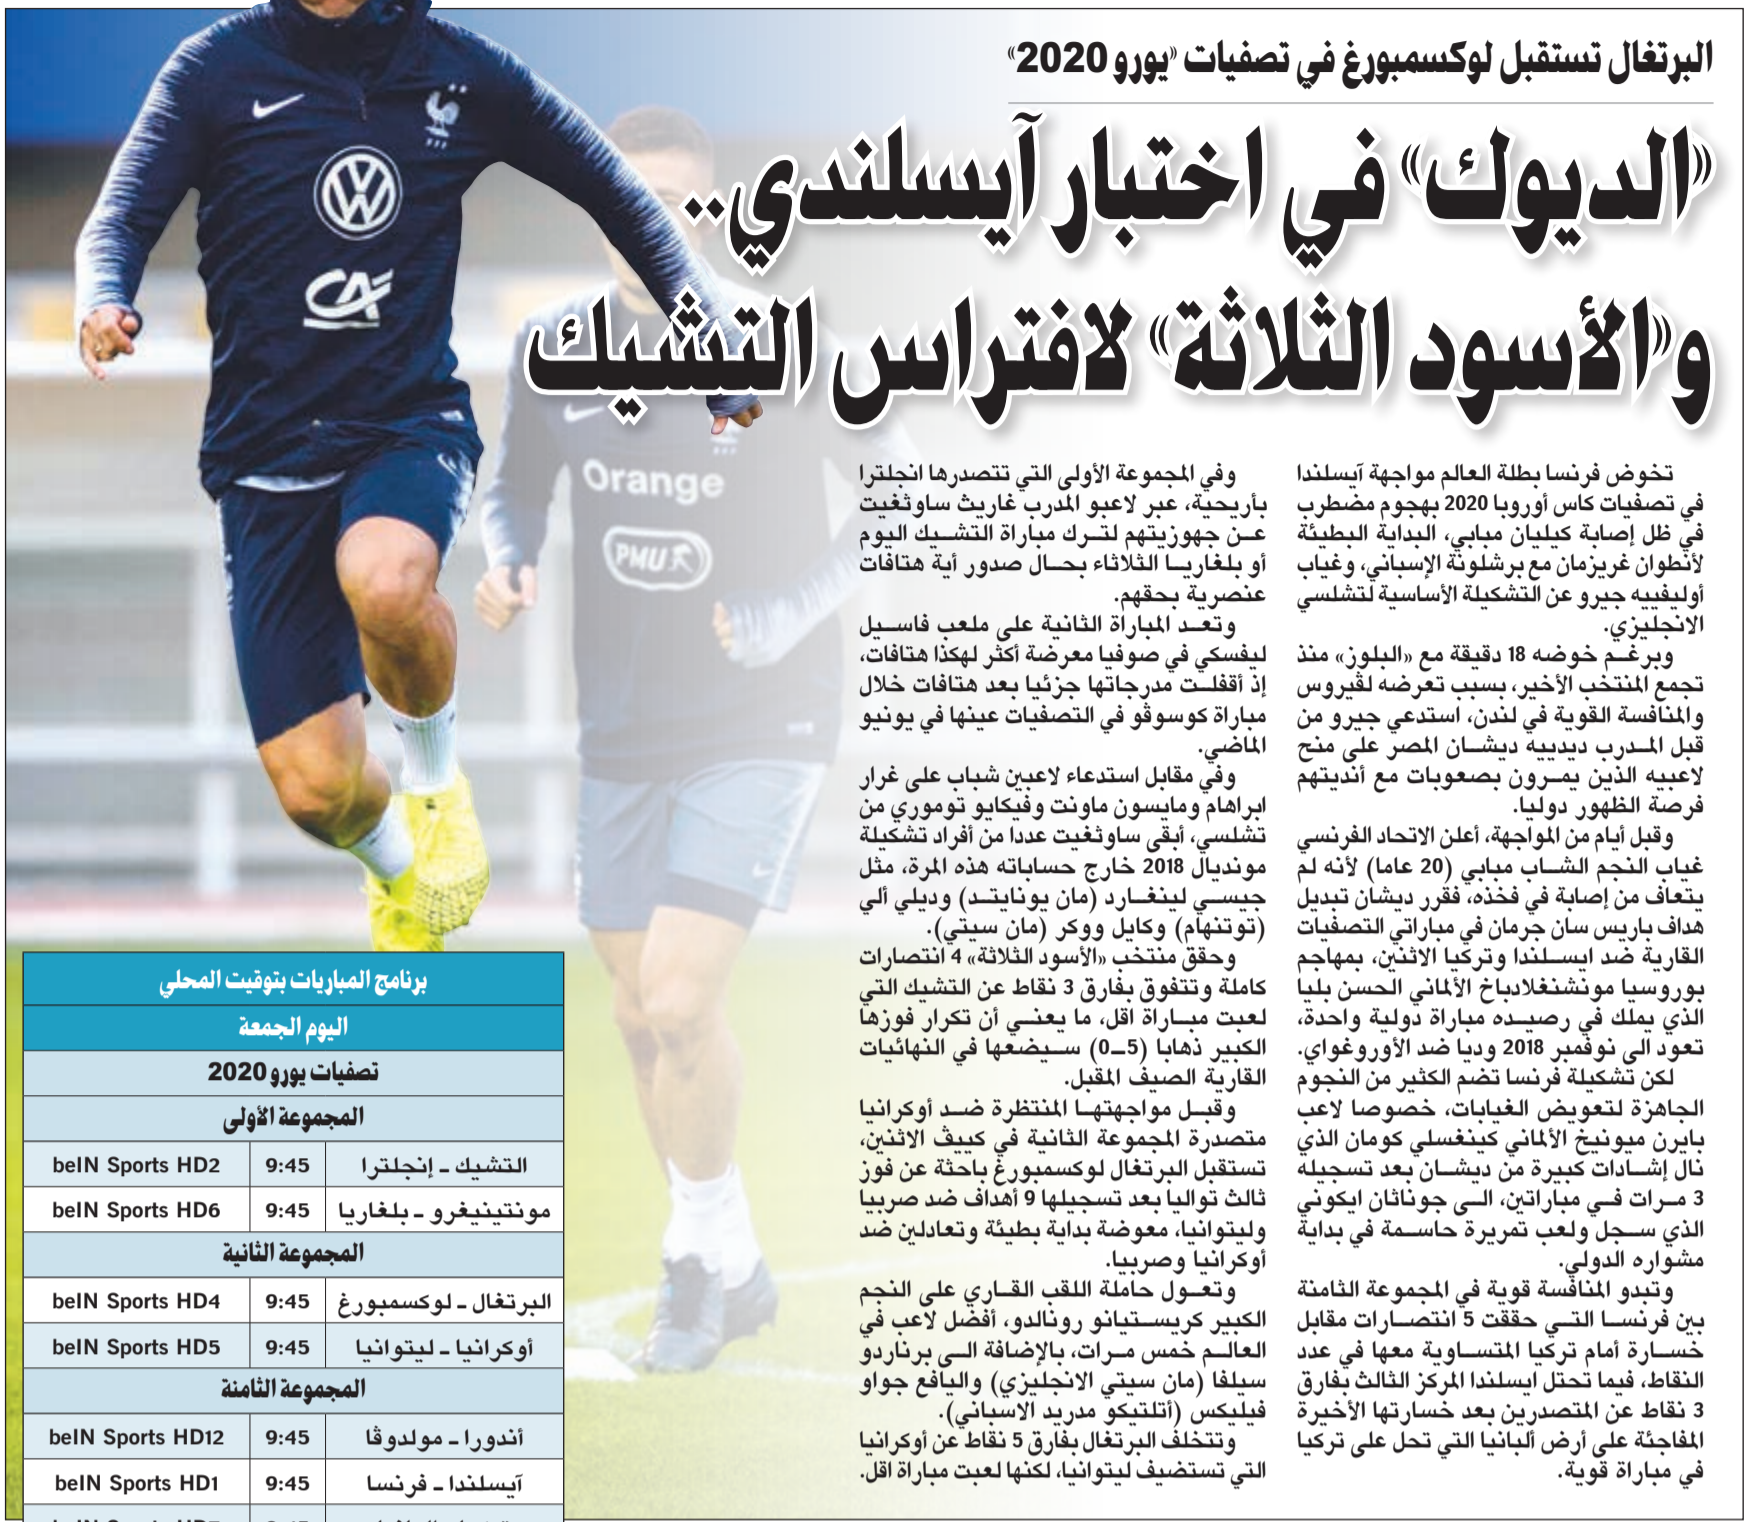 البرتغال تستقبل لوكسمبورغ في تصفيات «يورو 2020»
«الديوك» في اختبار آيسلندي..
و«الأسود الثلاثة» لافتراس التشيك
تخوض فرنسا بطلة العالم مواجهة آيسلندا
في تصفيات كاس أوروبا 2020 بهجوم مضطرب
في ظل إصابة كيليان مبابي، البداية البطيئة
لأنطوان غريزمان مع برشلونة الإسباني، وغياب
أوليفييه جيرو عن التشكيلة الأساسية لتشلسي
الانجليزي.
وبرغم خوضه 18 دقيقة مع «البلوز» منذ
تجمع المنتخب الأخير، بسبب تعرضه لڤيروس
والمنافسة القوية في لندن، استدعي جيرو من
قبل المدرب ديدييه ديشان المصر على منح
لاعبيه الذين يمرون بصعوبات مع أنديتهم
فرصة الظهور دوليا.
وقبل أيام من المواجهة، أعلن الاتحاد الفرنسي
غياب النجم الشاب مبابي (20 عاما) لأنه لم
يتعاف من إصابة في فخذه، فقرر ديشان تبديل
هداف باريس سان جرمان في مباراتي التصفيات
القارية ضد ايسلندا وتركيا الاثنين، بمهاجم
بوروسيا مونشنغلادباخ الألماني الحسن بليا
الذي يملك في رصيده مباراة دولية واحدة،
تعود الى نوفمبر 2018 وديا ضد الأوروغواي.
لكن تشكيلة فرنسا تضم الكثير من النجوم
الجاهزة لتعويض الغيابات، خصوصا لاعب
بايرن ميونيخ الألماني كينغسلي كومان الذي
نال إشادات كبيرة من ديشان بعد تسجيله
3 مرات في مباراتين، الى جوناثان ايكوني
الذي سجل ولعب تمريرة حاسمة في بداية
مشواره الدولي.
وتبدو المنافسة قوية في المجموعة الثامنة
بين فرنسا التي حققت 5 انتصارات مقابل
خسارة أمام تركيا المتساوية معها في عدد
النقاط، فيما تحتل ايسلندا المركز الثالث بفارق
3 نقاط عن المتصدرين بعد خسارتها الأخيرة
المفاجئة على أرض ألبانيا التي تحل على تركيا
في مباراة قوية.
وفي المجموعة الأولى التي تتصدرها انجلترا
بأريحية، عبر لاعبو المدرب غاريث ساوثغيت
عن جهوزيتهم لترك مباراة التشيك اليوم
أو بلغاريا الثلاثاء بحال صدور أية هتافات
عنصرية بحقهم.
وتعد المباراة الثانية على ملعب فاسيل
ليفسكي في صوفيا معرضة أكثر لهكذا هتافات،
إذ أقفلت مدرجاتها جزئيا بعد هتافات خلال
مباراة كوسوڤو في التصفيات عينها في يونيو
الماضي.
وفي مقابل استدعاء لاعبين شباب على غرار
ابراهام ومايسون ماونت وفيكايو توموري من
تشلسي، أبقى ساوثغيت عددا من أفراد تشكيلة
مونديال 2018 خارج حساباته هذه المرة، مثل
جيسي لينغارد (مان يونايتد) وديلي ألي
(توتنهام) وكايل ووكر (مان سيتي).
وحقق منتخب «الأسود الثلاثة» 4 انتصارات
كاملة وتتفوق بفارق 3 نقاط عن التشيك التي
لعبت مباراة اقل، ما يعني أن تكرار فوزها
الكبير ذهابا (5-0) سيضعها في النهائيات
القارية الصيف المقبل.
وقبل مواجهتها المنتظرة ضد أوكرانيا
متصدرة المجموعة الثانية في كييڤ الاثنين،
تستقبل البرتغال لوكسمبورغ باحثة عن فوز
ثالث تواليا بعد تسجيلها 9 أهداف ضد صربيا
وليتوانيا، معوضة بداية بطيئة وتعادلين ضد
أوكرانيا وصربيا.
وتعول حاملة اللقب القاري على النجم
الكبير كريستيانو رونالدو، أفضل لاعب في
العالم خمس مرات، بالإضافة الى برناردو
سيلفا (مان سيتي الانجليزي) واليافع جواو
فيليكس (أتلتيكو مدريد الاسباني).
وتتخلف البرتغال بفارق 5 نقاط عن أوكرانيا
التي تستضيف ليتوانيا، لكنها لعبت مباراة اقل.
CA
Orange
PMU
برنامج المباريات بتوقيت المحلي
اليوم الجمعة
تصفيات يورو 2020
المجموعة الأولى
التشيك - إنجلترا 9:45 beIN Sports HD2
مونتينيغرو - بلغاريا 9:45 beIN Sports HD6
المجموعة الثانية
البرتغال - لوكسمبورغ 9:45 beIN Sports HD4
أوكرانيا - ليتوانيا 9:45 beIN Sports HD5
المجموعة الثامنة
أندورا - مولدوڤا 9:45 beIN Sports HD12
آيسلندا - فرنسا 9:45 beIN Sports HD1